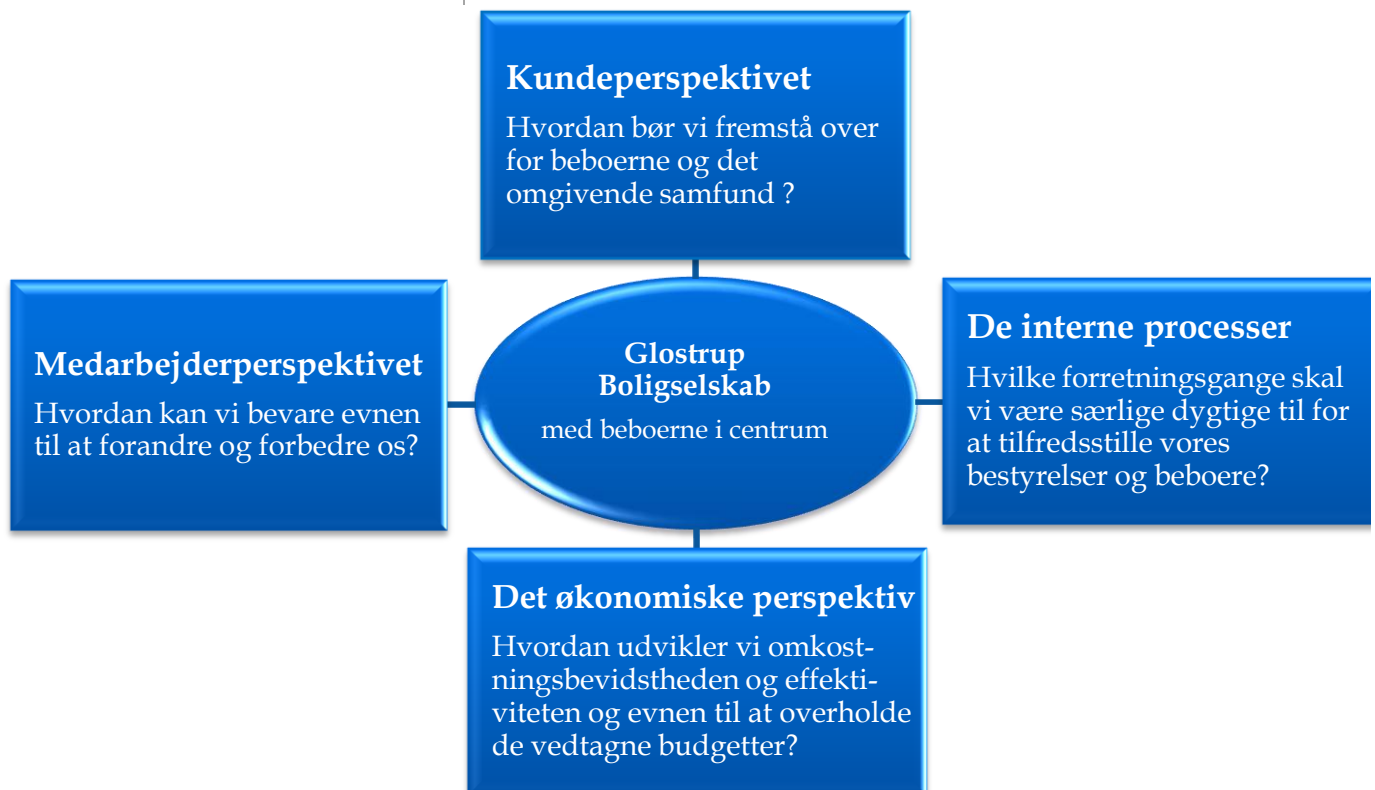 Kundeperspektivet
Hvordan bør vi fremstå over
for beboerne og det
omgivende samfund ?
Medarbejderperspektivet
Hvordan kan vi bevare evnen
til at forandre og forbedre os?
Glostrup
Boligselskab
med beboerne i centrum
De interne processer
Hvilke forretningsgange skal
vi være særlige dygtige til for
at tilfredsstille vores
bestyrelser og beboere?
Det økonomiske perspektiv
Hvordan udvikler vi omkost-
ningsbevidstheden og effekti-
viteten og evnen til at overholde
de vedtagne budgetter?